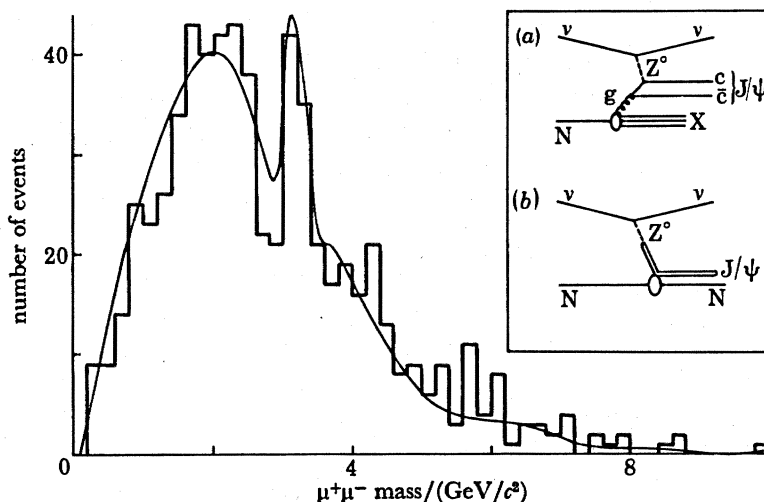 40
20
0
4
8
number of events
μ⁺μ⁻ mass/(GeV/c²)
(a)
ν
ν
Z°
c
c̄
}J/ψ
g
N
X
(b)
ν
ν
Z°
J/ψ
N
N